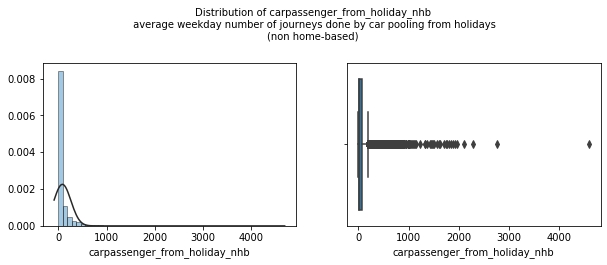 Distribution of carpassenger_from_holiday_nhb
average weekday number of journeys done by car pooling from holidays
(non home-based)
0.008
0.006
0.004
0.002
0.000
0 1000 2000 3000 4000
carpassenger_from_holiday_nhb
0 1000 2000 3000 4000
carpassenger_from_holiday_nhb